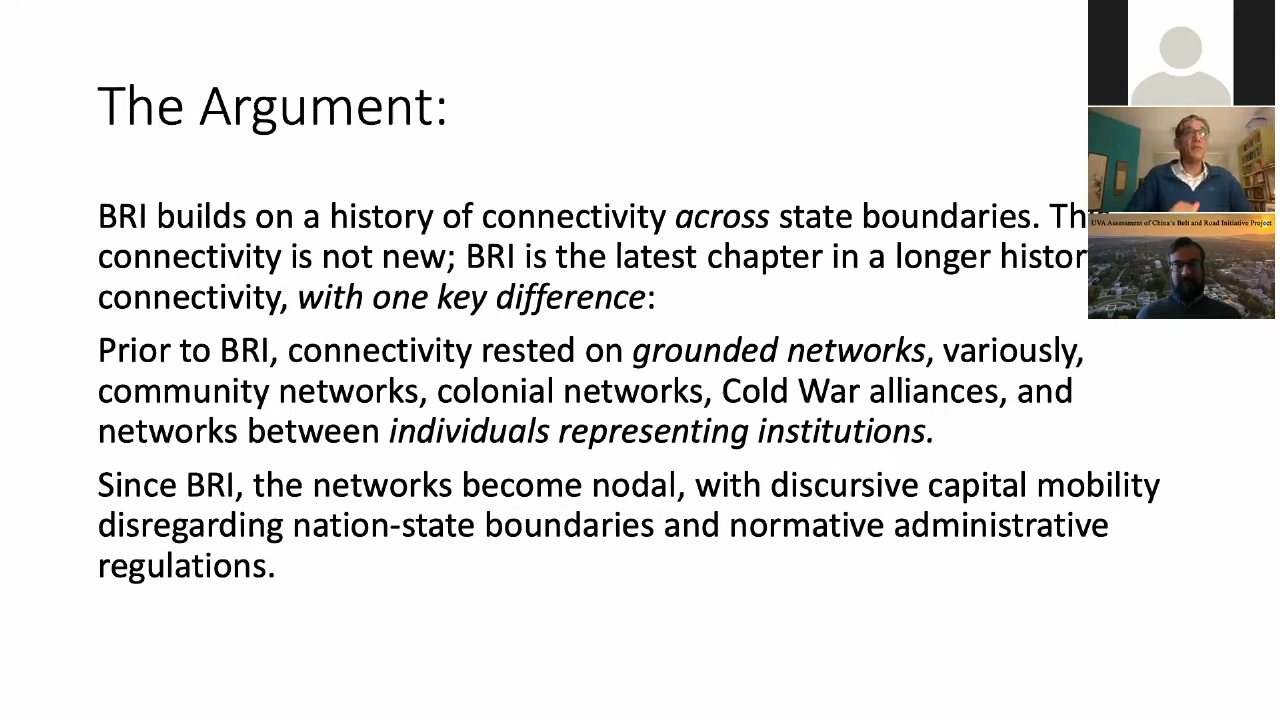 The Argument:
BRI builds on a history of connectivity across state boundaries.
connectivity is not new; BRI is the latest chapter in a longer
connectivity, with one key difference:
Prior to BRI, connectivity rested on grounded networks, variously,
community networks, colonial networks, Cold War alliances, and
networks between individuals representing institutions.
Since BRI, the networks become nodal, with discursive capital mobility
disregarding nation-state boundaries and normative administrative
regulations.
UVA Assessment of China's Belt and Road Initiative Project